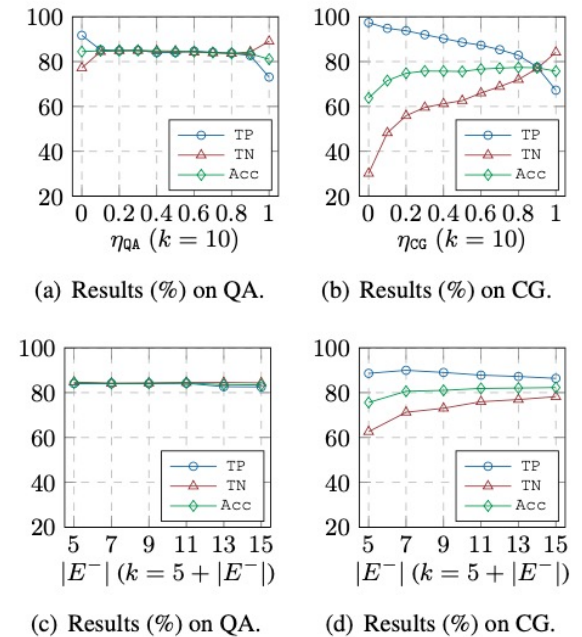 100
80
60
40
20
TP
TN
Acc
0 0.2 0.4 0.6 0.8 1
η_QA (k = 10)
(a) Results (%) on QA.
100
80
60
40
20
TP
TN
Acc
0 0.2 0.4 0.6 0.8 1
η_CG (k = 10)
(b) Results (%) on CG.
100
80
60
40
20
TP
TN
Acc
5 7 9 11 13 15
|E⁻| (k = 5 + |E⁻|)
(c) Results (%) on QA.
100
80
60
40
20
TP
TN
Acc
5 7 9 11 13 15
|E⁻| (k = 5 + |E⁻|)
(d) Results (%) on CG.